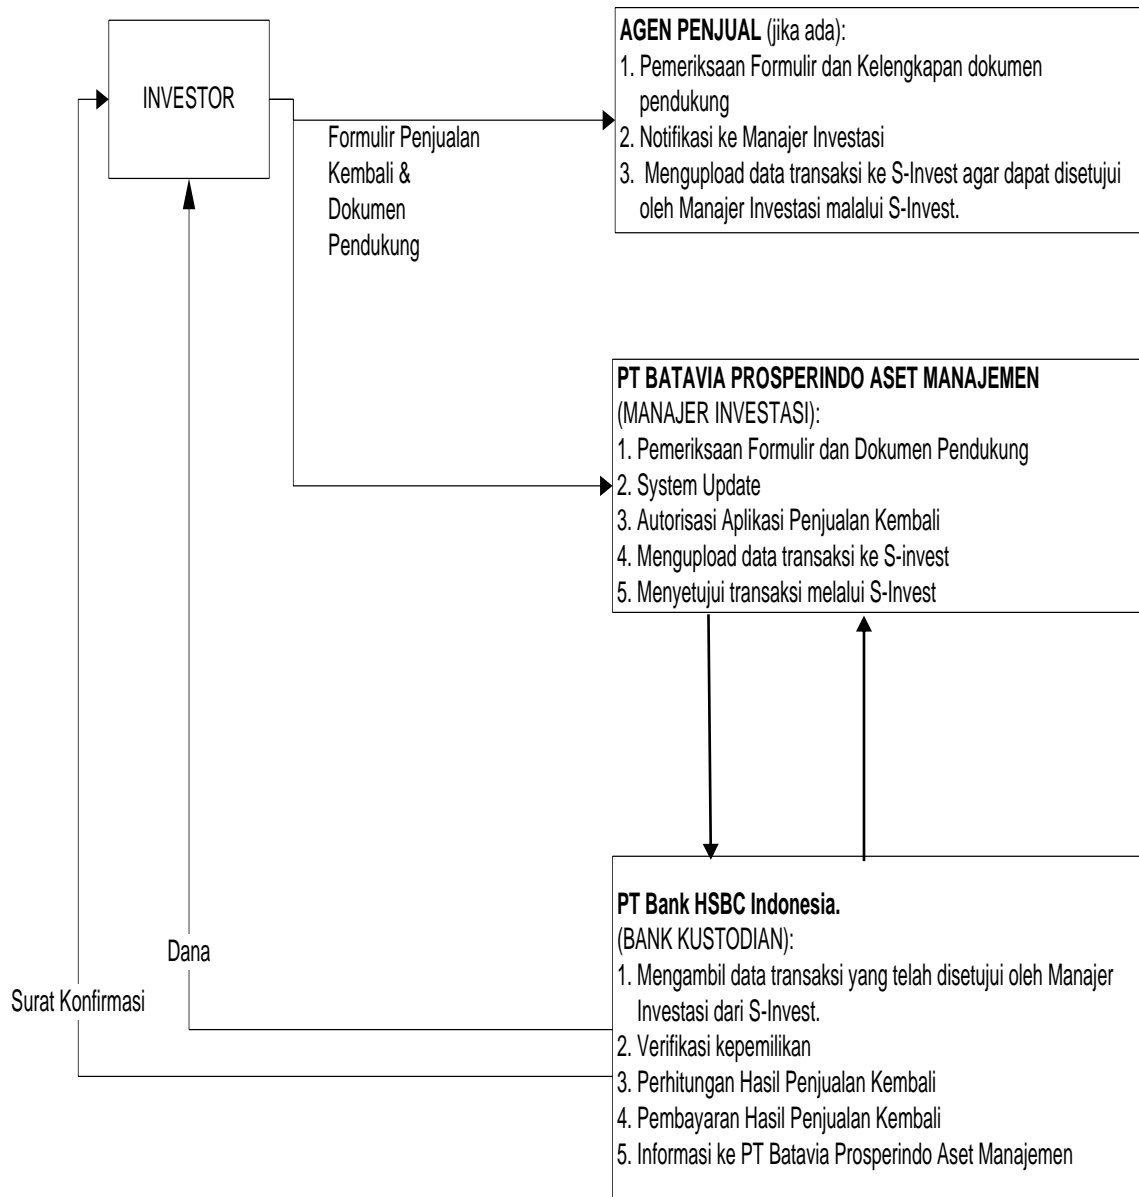 INVESTOR
AGEN PENJUAL (jika ada):
1. Pemeriksaan Formulir dan Kelengkapan dokumen
pendukung
2. Notifikasi ke Manajer Investasi
3. Mengupload data transaksi ke S-Invest agar dapat disetujui
oleh Manajer Investasi malalui S-Invest.
Formulir Penjualan
Kembali &
Dokumen
Pendukung
PT BATAVIA PROSPERINDO ASET MANAJEMEN
(MANAJER INVESTASI):
1. Pemeriksaan Formulir dan Dokumen Pendukung
2. System Update
3. Autorisasi Aplikasi Penjualan Kembali
4. Mengupload data transaksi ke S-invest
5. Menyetujui transaksi melalui S-Invest
PT Bank HSBC Indonesia.
(BANK KUSTODIAN):
1. Mengambil data transaksi yang telah disetujui oleh Manajer
Investasi dari S-Invest.
2. Verifikasi kepemilikan
3. Perhitungan Hasil Penjualan Kembali
4. Pembayaran Hasil Penjualan Kembali
5. Informasi ke PT Batavia Prosperindo Aset Manajemen
Dana
Surat Konfirmasi